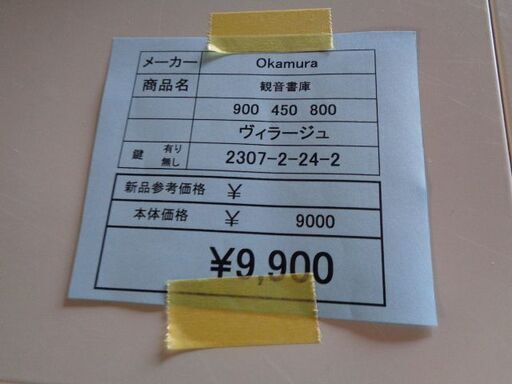 メーカー Okamura
商品名 観音書庫
900 450 800
ヴィラージュ
鍵 有り 無し 2307-2-24-2
新品参考価格 ¥
本体価格 ¥ 9000
¥9,900